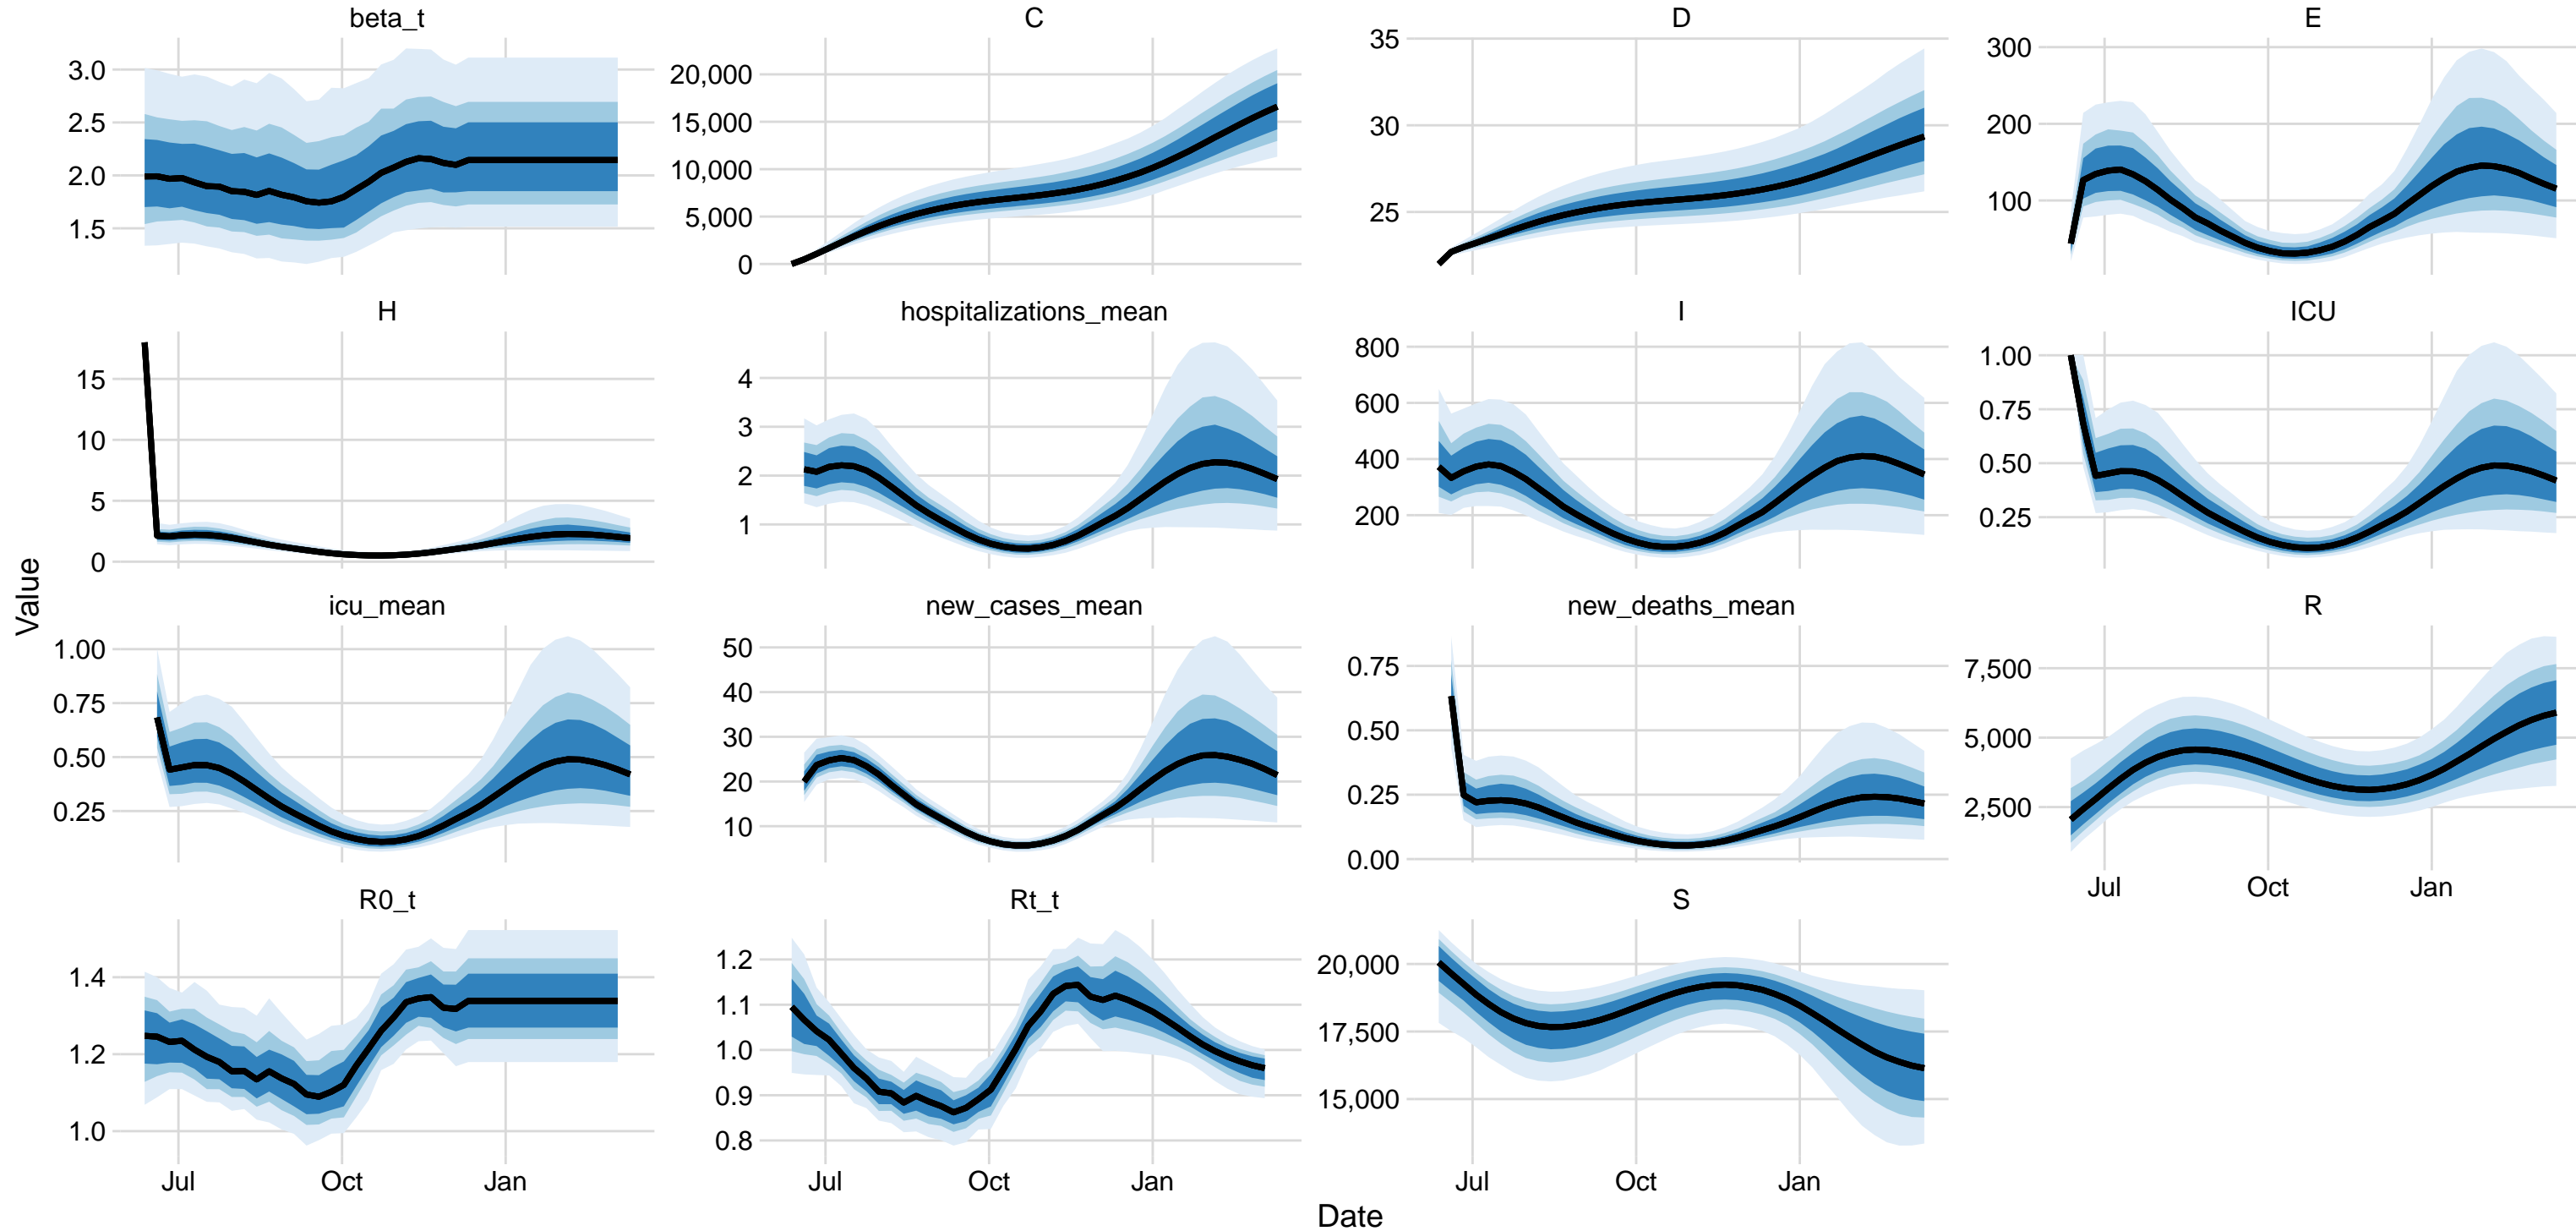 beta_t
C
D
E
3.0
2.5
2.0
1.5
20,000
15,000
10,000
5,000
0
35
30
25
300
200
100
H
hospitalizations_mean
I
ICU
15
10
5
0
4
3
2
1
800
600
400
200
1.00
0.75
0.50
0.25
Value
icu_mean
new_cases_mean
new_deaths_mean
R
1.00
0.75
0.50
0.25
50
40
30
20
10
0.75
0.50
0.25
0.00
7,500
5,000
2,500
Jul Oct Jan
R0_t
Rt_t
S
1.4
1.2
1.0
1.2
1.1
1.0
0.9
0.8
20,000
17,500
15,000
Jul Oct Jan
Jul Oct Jan
Jul Oct Jan
Date